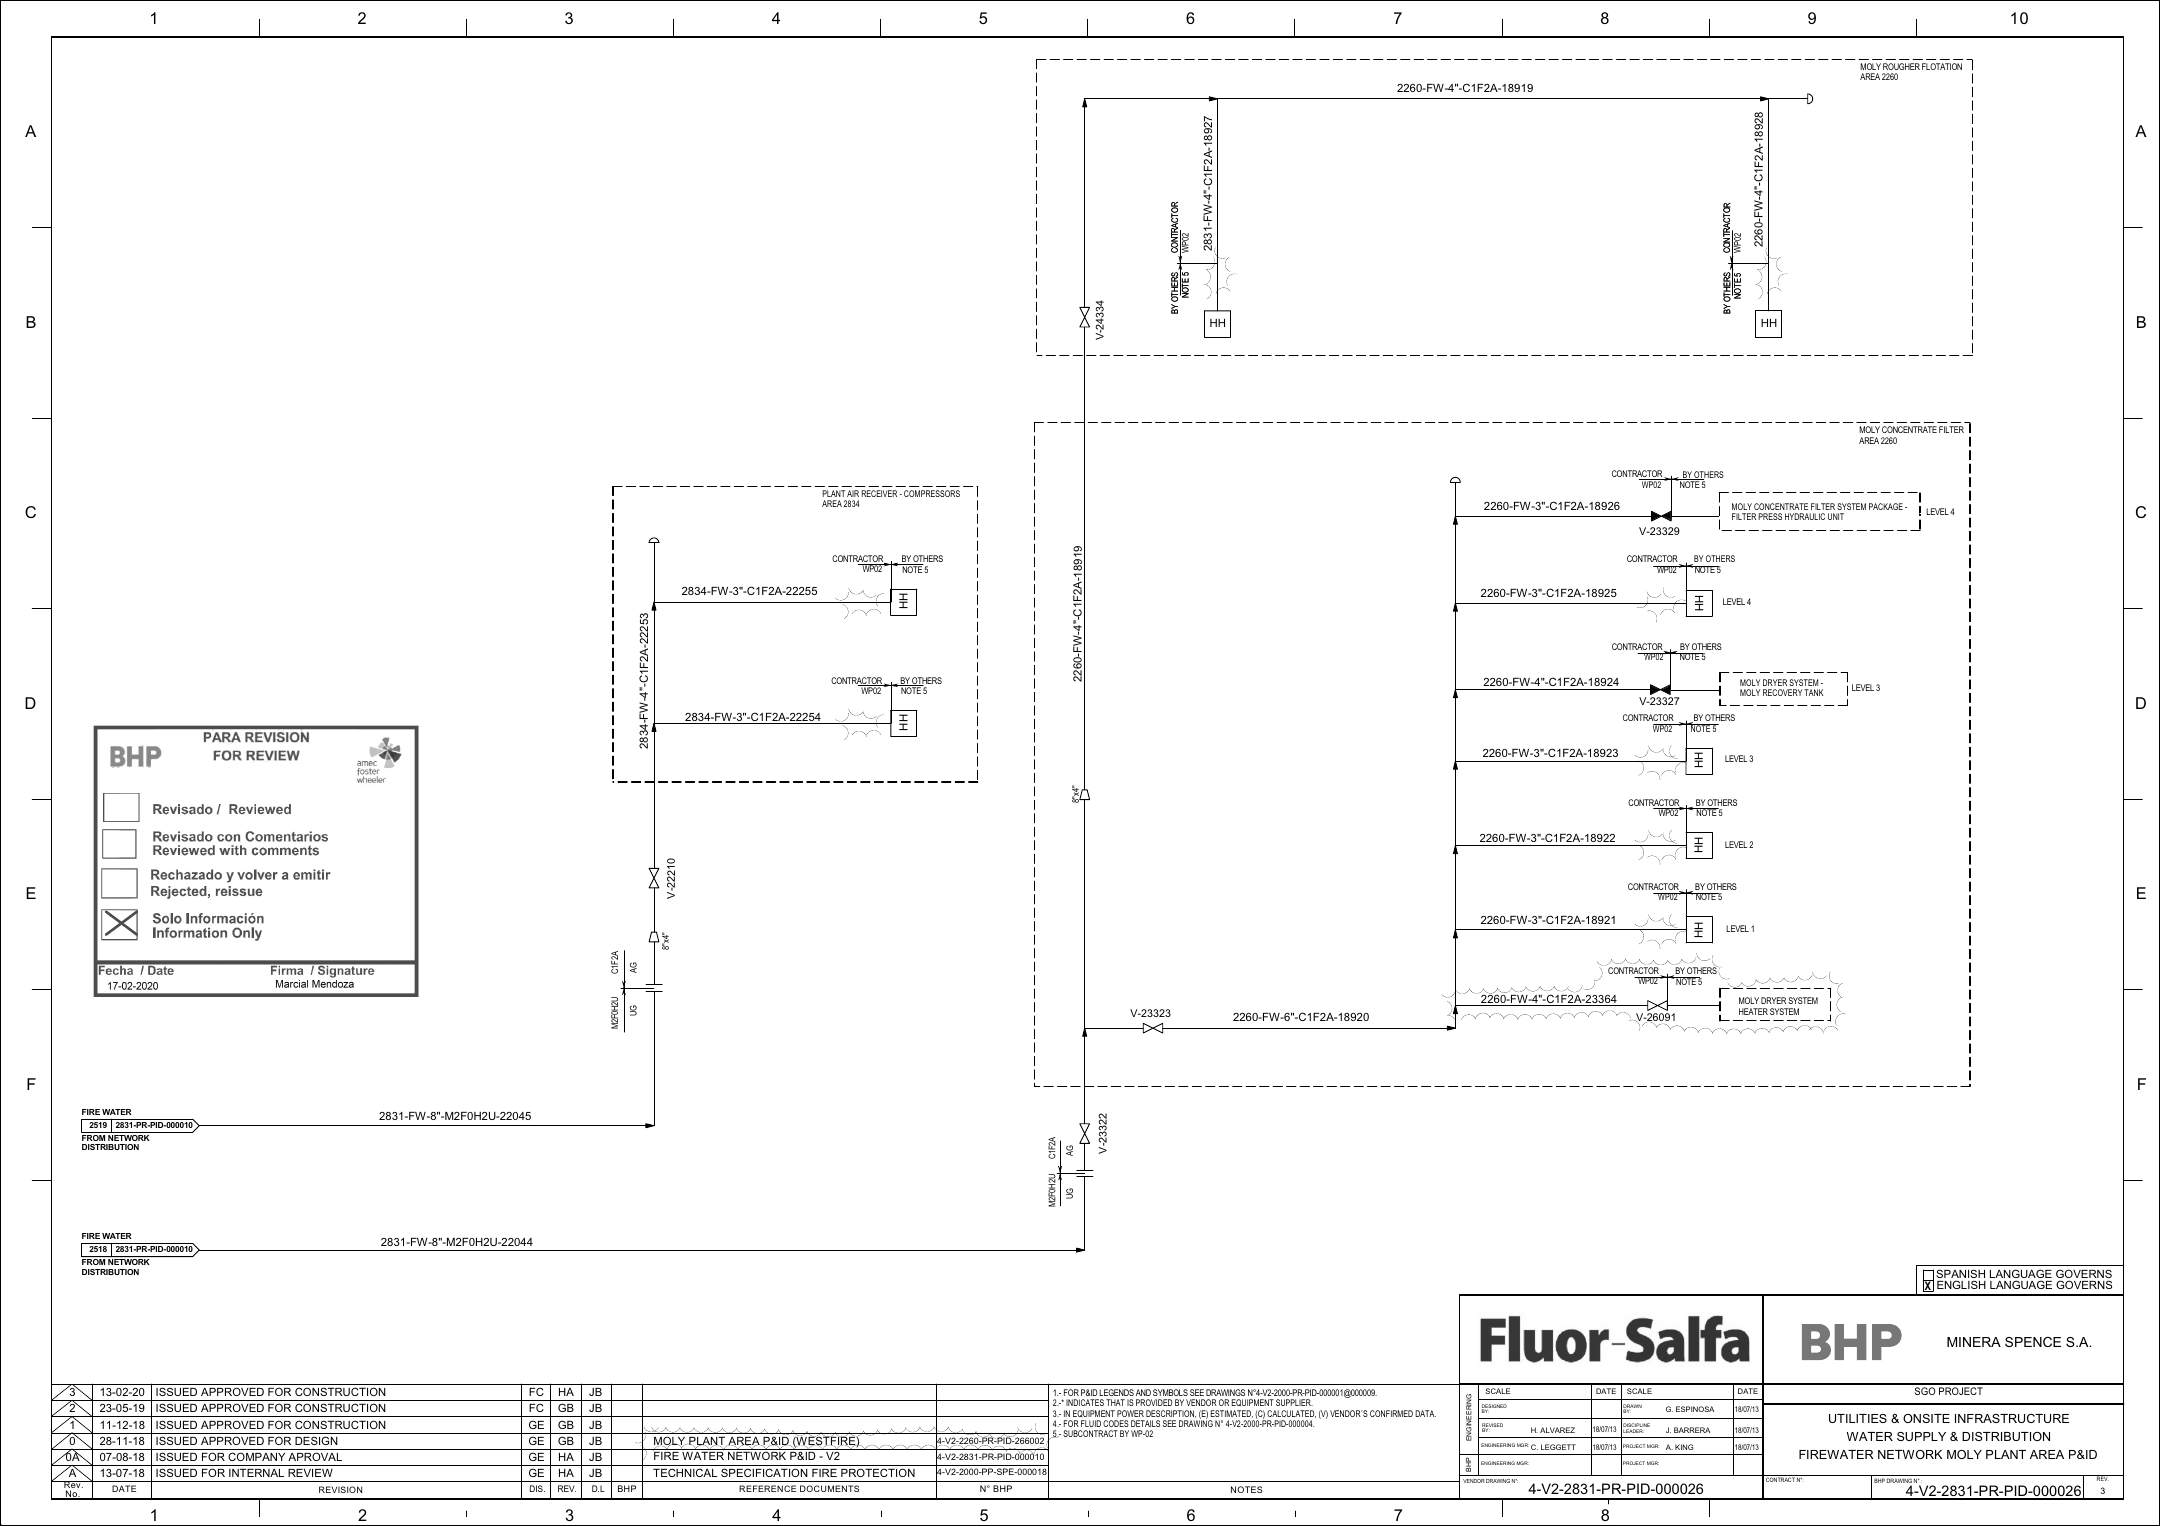 1 2 3 4 5 6 7 8 9 10
A A
B B
C C
D D
E E
F F
MOLY ROUGHER FLOTATION
AREA 2260
2260-FW-4"-C1F2A-18919
2831-FW-4"-C1F2A-18927
2260-FW-4"-C1F2A-18928
BY OTHERS CONTRACTOR
NOTE 5 WP02
BY OTHERS CONTRACTOR
NOTE 5 WP02
HH
HH
V-24334
2260-FW-4"-C1F2A-18919
8"x4"
MOLY CONCENTRATE FILTER
AREA 2260
CONTRACTOR BY OTHERS
WP02 NOTE 5
2260-FW-3"-C1F2A-18926
V-23329
MOLY CONCENTRATE FILTER SYSTEM PACKAGE -
FILTER PRESS HYDRAULIC UNIT
LEVEL 4
CONTRACTOR BY OTHERS
WP02 NOTE 5
2260-FW-3"-C1F2A-18925
HH
LEVEL 4
CONTRACTOR BY OTHERS
WP02 NOTE 5
2260-FW-4"-C1F2A-18924
V-23327
MOLY DRYER SYSTEM -
MOLY RECOVERY TANK
LEVEL 3
CONTRACTOR BY OTHERS
WP02 NOTE 5
2260-FW-3"-C1F2A-18923
HH
LEVEL 3
CONTRACTOR BY OTHERS
WP02 NOTE 5
2260-FW-3"-C1F2A-18922
HH
LEVEL 2
CONTRACTOR BY OTHERS
WP02 NOTE 5
2260-FW-3"-C1F2A-18921
HH
LEVEL 1
CONTRACTOR BY OTHERS
WP02 NOTE 5
2260-FW-4"-C1F2A-23364
V-26091
MOLY DRYER SYSTEM
HEATER SYSTEM
V-23323
2260-FW-6"-C1F2A-18920
V-23322
M2F0H2U C1F2A
UG AG
PLANT AIR RECEIVER - COMPRESSORS
AREA 2834
CONTRACTOR BY OTHERS
WP02 NOTE 5
2834-FW-3"-C1F2A-22255
HH
CONTRACTOR BY OTHERS
WP02 NOTE 5
2834-FW-3"-C1F2A-22254
HH
2834-FW-4"-C1F2A-22253
V-22210
8"x4"
M2F0H2U C1F2A
UG AG
BHP
PARA REVISION
FOR REVIEW
amec
foster
wheeler
Revisado / Reviewed
Revisado con Comentarios
Reviewed with comments
Rechazado y volver a emitir
Rejected, reissue
Solo Información
Information Only
Fecha / Date Firma / Signature
17-02-2020 Marcial Mendoza
FIRE WATER
2519 2831-PR-PID-000010
FROM NETWORK
DISTRIBUTION
2831-FW-8"-M2F0H2U-22045
FIRE WATER
2518 2831-PR-PID-000010
FROM NETWORK
DISTRIBUTION
2831-FW-8"-M2F0H2U-22044
SPANISH LANGUAGE GOVERNS
X ENGLISH LANGUAGE GOVERNS
3 13-02-20 ISSUED APPROVED FOR CONSTRUCTION FC HA JB
2 23-05-19 ISSUED APPROVED FOR CONSTRUCTION FC GB JB
1 11-12-18 ISSUED APPROVED FOR CONSTRUCTION GE GB JB
0 28-11-18 ISSUED APPROVED FOR DESIGN GE GB JB MOLY PLANT AREA P&ID (WESTFIRE) 4-V2-2260-PR-PID-266002
0A 07-08-18 ISSUED FOR COMPANY APROVAL GE HA JB FIRE WATER NETWORK P&ID - V2 4-V2-2831-PR-PID-000010
A 13-07-18 ISSUED FOR INTERNAL REVIEW GE HA JB TECHNICAL SPECIFICATION FIRE PROTECTION 4-V2-2000-PP-SPE-000018
Rev. No. DATE REVISION DIS. REV. D.L BHP REFERENCE DOCUMENTS N° BHP NOTES
1.- FOR P&ID LEGENDS AND SYMBOLS SEE DRAWINGS N°4-V2-2000-PR-PID-000001@000009.
2.-* INDICATES THAT IS PROVIDED BY VENDOR OR EQUIPMENT SUPPLIER.
3.- IN EQUIPMENT POWER DESCRIPTION, (E) ESTIMATED, (C) CALCULATED, (V) VENDOR´S CONFIRMED DATA.
4.- FOR FLUID CODES DETAILS SEE DRAWING N° 4-V2-2000-PR-PID-000004.
5.- SUBCONTRACT BY WP-02
Fluor-Salfa
BHP
MINERA SPENCE S.A.
ENGINEERING
BHP
SCALE DATE SCALE DATE
DESIGNED BY: DRAWN BY: G. ESPINOSA 18/07/13
REVISED BY: H. ALVAREZ 18/07/13 DISCIPLINE LEADER: J. BARRERA 18/07/13
ENGINEERING MGR: C. LEGGETT 18/07/13 PROJECT MGR: A. KING 18/07/13
ENGINEERING MGR: PROJECT MGR:
VENDOR DRAWING N°: 4-V2-2831-PR-PID-000026
SGO PROJECT
UTILITIES & ONSITE INFRASTRUCTURE
WATER SUPPLY & DISTRIBUTION
FIREWATER NETWORK MOLY PLANT AREA P&ID
CONTRACT N°: BHP DRAWING N°: 4-V2-2831-PR-PID-000026 REV. 3
1 2 3 4 5 6 7 8